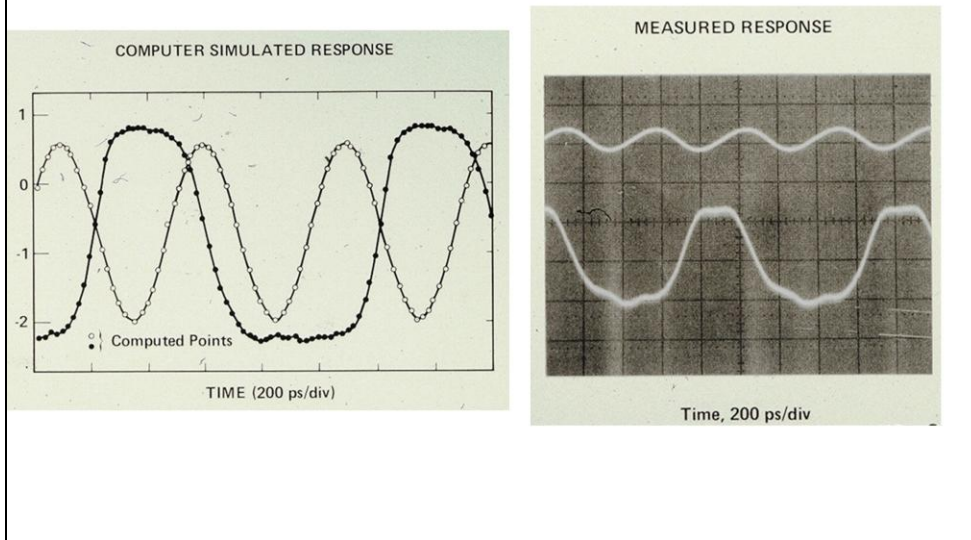 COMPUTER SIMULATED RESPONSE
1
0
-1
-2
Computed Points
TIME (200 ps/div)
MEASURED RESPONSE
Time, 200 ps/div